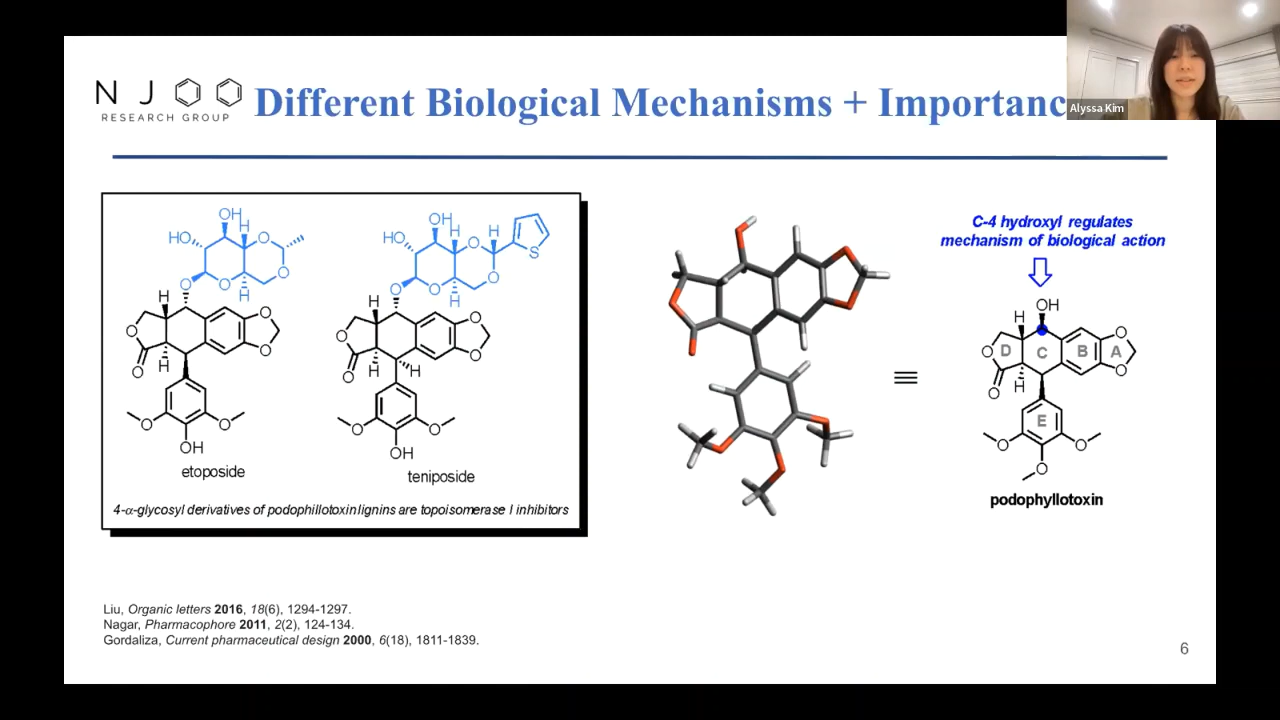 N J
RESEARCH GROUP
Different Biological Mechanisms + Importanc
Alyssa Kim
OH
HO
H
O
O
O
O
H
H
O
O
O
O
H
O
O
O
OH
etoposide
OH
HO
H
H
O
S
O
O
O
H
H
O
O
O
O
H
H
O
O
O
OH
teniposide
4-α-glycosyl derivatives of podophillotoxin lignins are topoisomerase I inhibitors
C-4 hydroxyl regulates
mechanism of biological action
OH
H
O
O
D
C
B
A
O
O
H
E
O
O
O
podophyllotoxin
Liu, Organic letters 2016, 18(6), 1294-1297.
Nagar, Pharmacophore 2011, 2(2), 124-134.
Gordaliza, Current pharmaceutical design 2000, 6(18), 1811-1839.
6